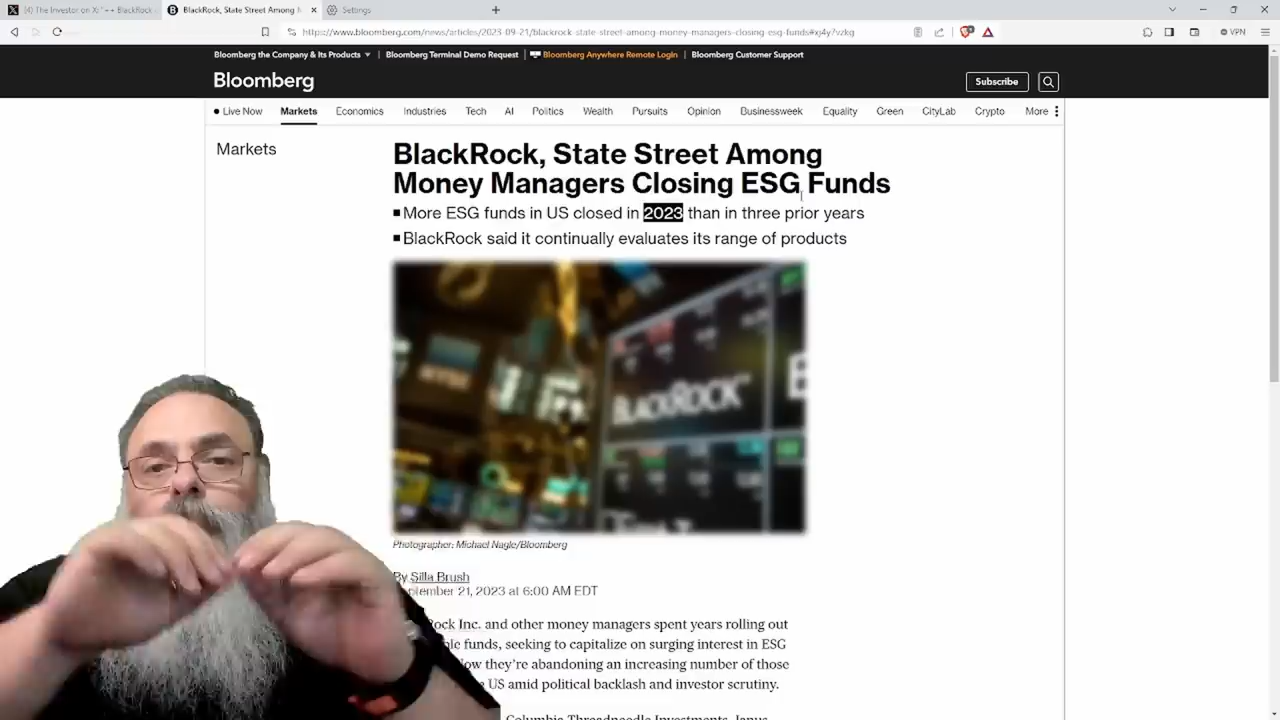 (4) The Investor on X: "++ BlackRock
BlackRock, State Street Among
Settings
https://www.bloomberg.com/news/articles/2023-09-21/blackrock-state-street-among-money-managers-closing-esg-funds#xj4y7vzkg
VPN
Bloomberg the Company & Its Products
Bloomberg Terminal Demo Request
Bloomberg Anywhere Remote Login
Bloomberg Customer Support
Bloomberg
Subscribe
Live Now
Markets
Economics
Industries
Tech
AI
Politics
Wealth
Pursuits
Opinion
Businessweek
Equality
Green
CityLab
Crypto
More
Markets
BlackRock, State Street Among
Money Managers Closing ESG Funds
More ESG funds in US closed in 2023 than in three prior years
BlackRock said it continually evaluates its range of products
BLACKROCK
Photographer: Michael Nagle/Bloomberg
By Silla Brush
September 21, 2023 at 6:00 AM EDT
Rock Inc. and other money managers spent years rolling out
funds, seeking to capitalize on surging interest in ESG
they're abandoning an increasing number of those
US amid political backlash and investor scrutiny.
Columbia Threadneedle Investments, Janus